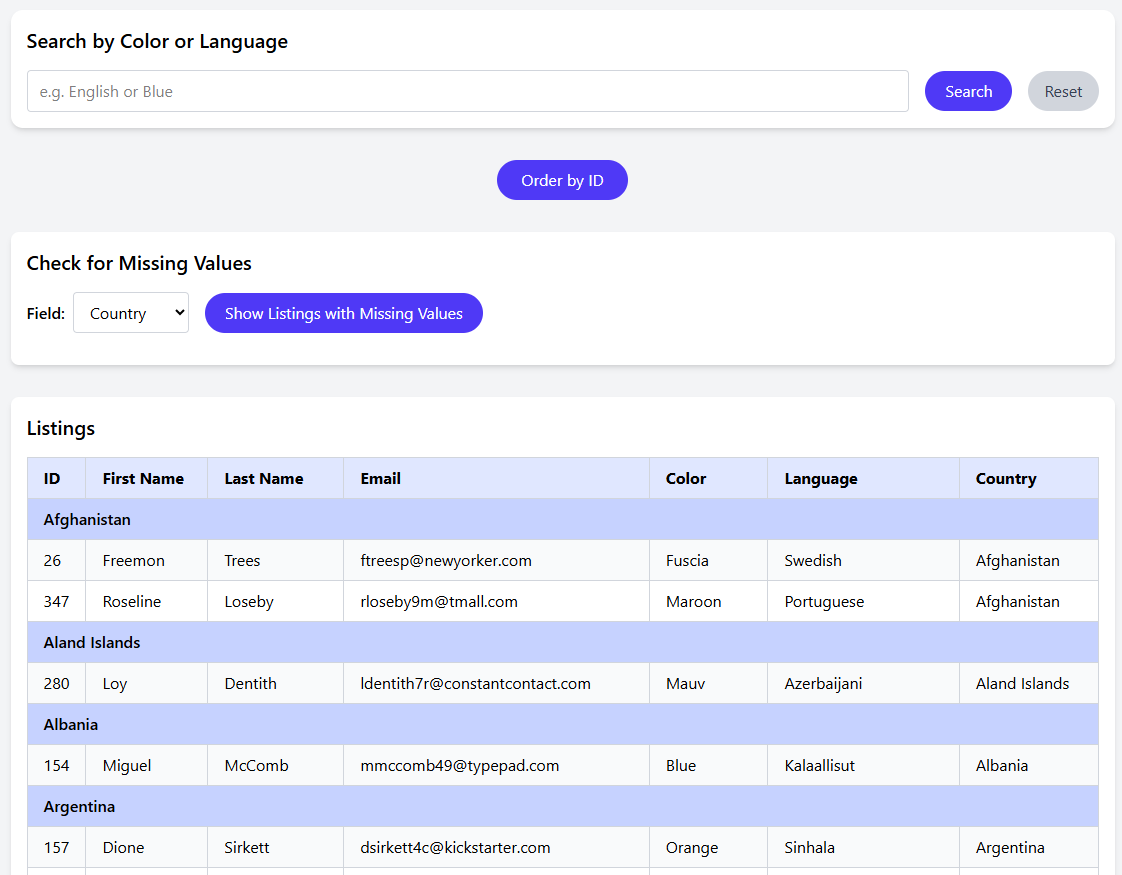 Search by Color or Language
e.g. English or Blue Search Reset
Order by ID
Check for Missing Values
Field: Country Show Listings with Missing Values
Listings
ID First Name Last Name Email Color Language Country
Afghanistan
26 Freemon Trees ftreesp@newyorker.com Fuscia Swedish Afghanistan
347 Roseline Loseby rloseby9m@tmall.com Maroon Portuguese Afghanistan
Aland Islands
280 Loy Dentith ldentith7r@constantcontact.com Mauv Azerbaijani Aland Islands
Albania
154 Miguel McComb mmccomb49@typepad.com Blue Kalaallisut Albania
Argentina
157 Dione Sirkett dsirkett4c@kickstarter.com Orange Sinhala Argentina